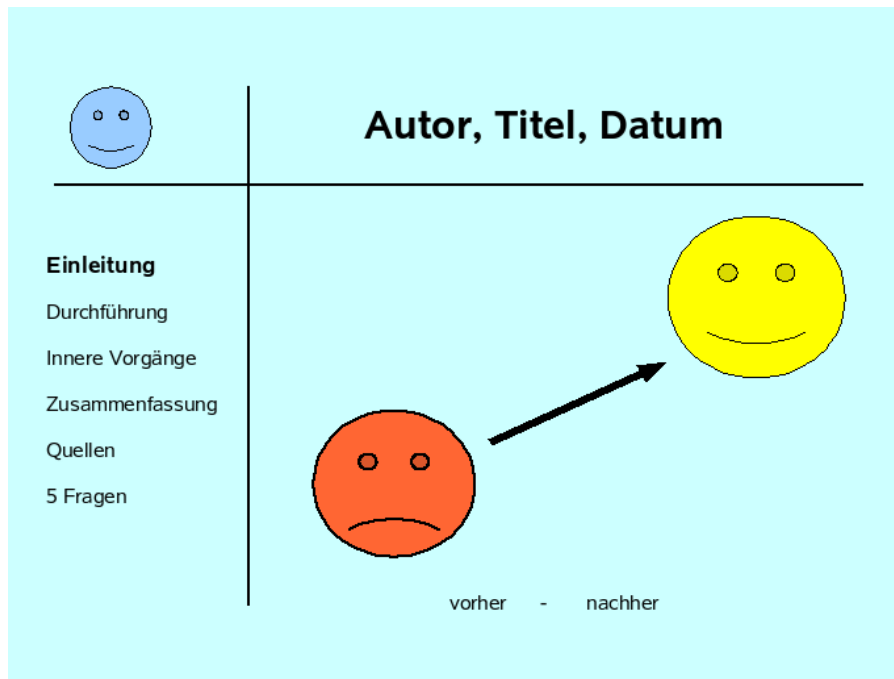 Autor, Titel, Datum
Einleitung
Durchführung
Innere Vorgänge
Zusammenfassung
Quellen
5 Fragen
vorher - nachher